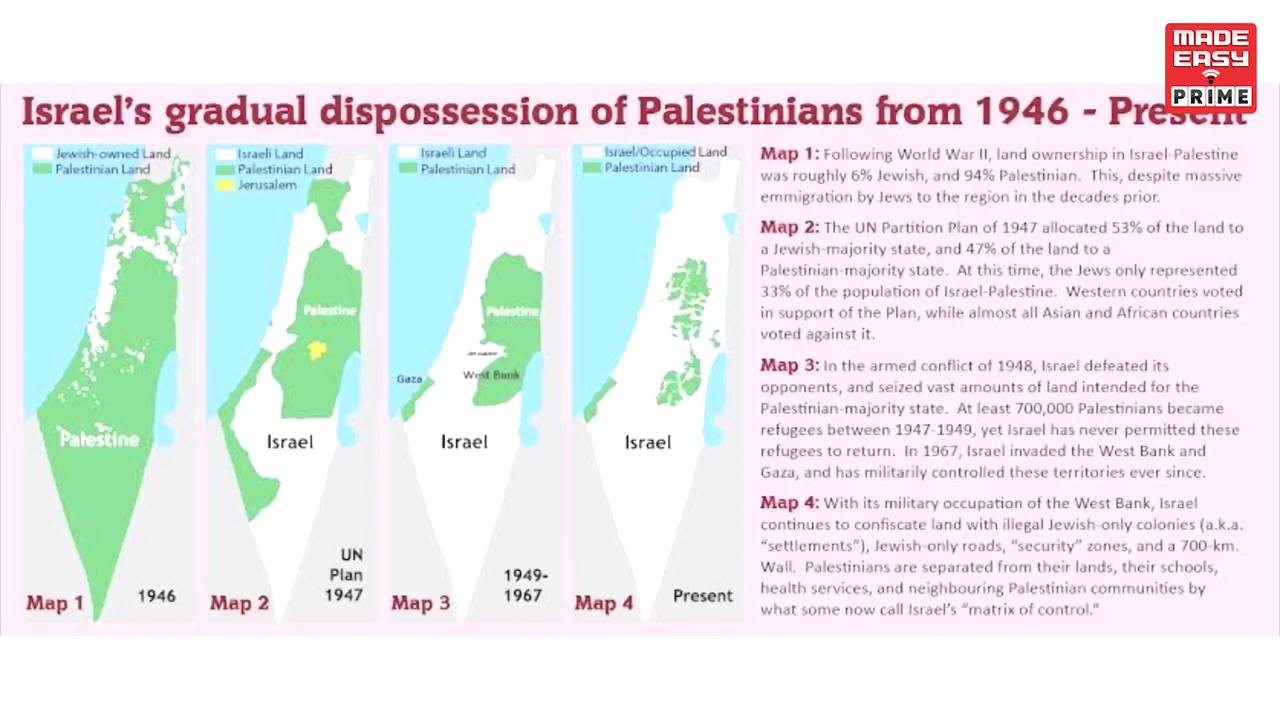 MADE
EASY
PRIME
Israel's gradual dispossession of Palestinians from 1946 - Present
Jewish-owned Land
Palestinian Land
Palestine
Map 1
1946
Israeli Land
Palestinian Land
Jerusalem
Palestine
Israel
UN
Plan
1947
Map 2
Israeli Land
Palestinian Land
Palestine
Jerusalem
West Bank
Gaza
Israel
1949-
1967
Map 3
Israel/Occupied Land
Palestinian Land
Israel
Map 4
Present
Map 1: Following World War II, land ownership in Israel-Palestine
was roughly 6% Jewish, and 94% Palestinian. This, despite massive
emmigration by Jews to the region in the decades prior.
Map 2: The UN Partition Plan of 1947 allocated 53% of the land to
a Jewish-majority state, and 47% of the land to a
Palestinian-majority state. At this time, the Jews only represented
33% of the population of Israel-Palestine. Western countries voted
in support of the Plan, while almost all Asian and African countries
voted against it.
Map 3: In the armed conflict of 1948, Israel defeated its
opponents, and seized vast amounts of land intended for the
Palestinian-majority state. At least 700,000 Palestinians became
refugees between 1947-1949, yet Israel has never permitted these
refugees to return. In 1967, Israel invaded the West Bank and
Gaza, and has militarily controlled these territories ever since.
Map 4: With its military occupation of the West Bank, Israel
continues to confiscate land with illegal Jewish-only colonies (a.k.a.
"settlements"), Jewish-only roads, "security" zones, and a 700-km.
Wall. Palestinians are separated from their lands, their schools,
health services, and neighbouring Palestinian communities by
what some now call Israel's "matrix of control."